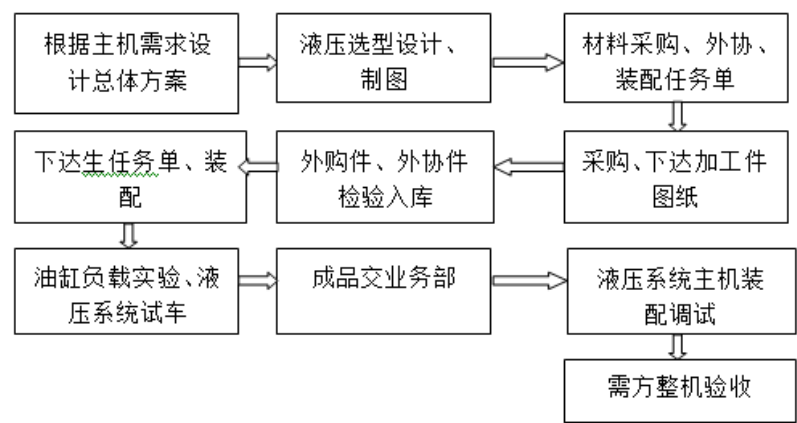 根据主机需求设
计总体方案
液压选型设计、
制图
材料采购、外协、
装配任务单
采购、下达加工件
图纸
外购件、外协件
检验入库
下达生任务单、装
配
油缸负载实验、液
压系统试车
成品交业务部
液压系统主机装
配调试
需方整机验收